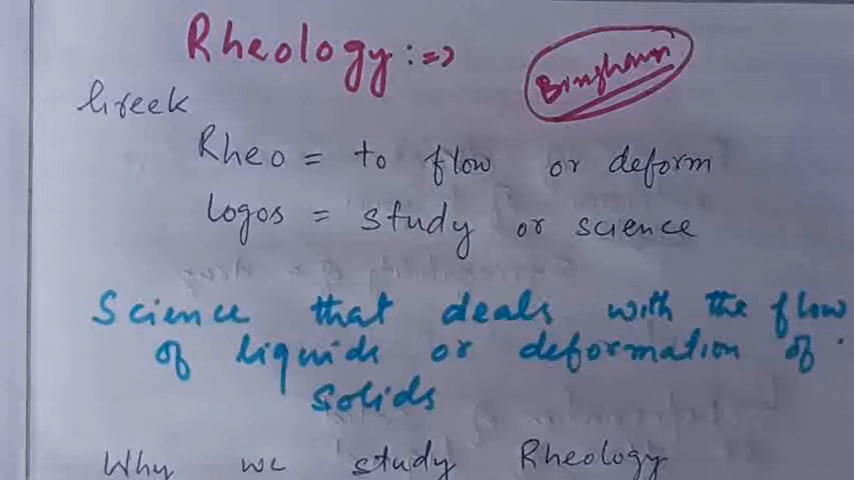 Rheology :=>
Bingham
Greek
Rheo = to flow or deform
logos = study or science
Science that deals with the flow
of liquids or deformation of
solids
Why we study Rheology